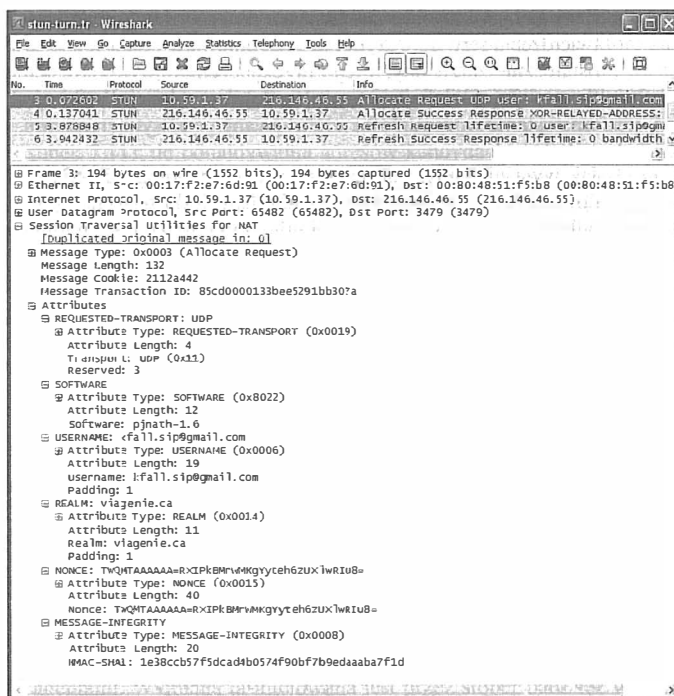 stun-turn.tr - Wireshark
File Edit View Go Capture Analyze Statistics Telephony Tools Help
No. Time Protocol Source Destination Info
3 0.072602 STUN 10.59.1.37 216.146.46.55 Allocate Request UDP user: kfall.sip@gmail.com
4 0.137041 STUN 216.146.46.55 10.59.1.37 Allocate Success Response XOR-RELAYED-ADDRESS:
5 3.878848 STUN 10.59.1.37 216.146.46.55 Refresh Request lifetime: 0 user: kfall.sip@gma
6 3.942432 STUN 216.146.46.55 10.59.1.37 Refresh Success Response lifetime: 0 bandwidth
Frame 3: 194 bytes on wire (1552 bits), 194 bytes captured (1552 bits)
Ethernet II, Src: 00:17:f2:e7:6d:91 (00:17:f2:e7:6d:91), Dst: 00:80:48:51:f5:b8 (00:80:48:51:f5:b8
Internet Protocol, Src: 10.59.1.37 (10.59.1.37), Dst: 216.146.46.55 (216.146.46.55)
User Datagram Protocol, Src Port: 65482 (65482), Dst Port: 3479 (3479)
Session Traversal Utilities for NAT
[Duplicated original message in: 0]
Message Type: 0x0003 (Allocate Request)
Message Length: 132
Message Cookie: 2112a442
Message Transaction ID:
Attributes
REQUESTED-TRANSPORT: UDP
Attribute Type: REQUESTED-TRANSPORT (0x0019)
Attribute Length: 4
Transport: UDP (0x11)
Reserved: 3
SOFTWARE
Attribute Type: SOFTWARE (0x8022)
Attribute Length: 12
Software: pjnath-1.6
USERNAME: kfall.sip@gmail.com
Attribute Type: USERNAME (0x0006)
Attribute Length: 19
Username: kfall.sip@gmail.com
Padding: 1
REALM: viagenie.ca
Attribute Type: REALM (0x0014)
Attribute Length: 11
Realm: viagenie.ca
Padding: 1
NONCE:
Attribute Type: NONCE (0x0015)
Attribute Length: 40
Nonce:
MESSAGE-INTEGRITY
Attribute Type: MESSAGE-INTEGRITY (0x0008)
Attribute Length: 20
HMAC-SHA1: 1e38ccb57f5dcad4b0574f90bf7b9edaaba7f1d